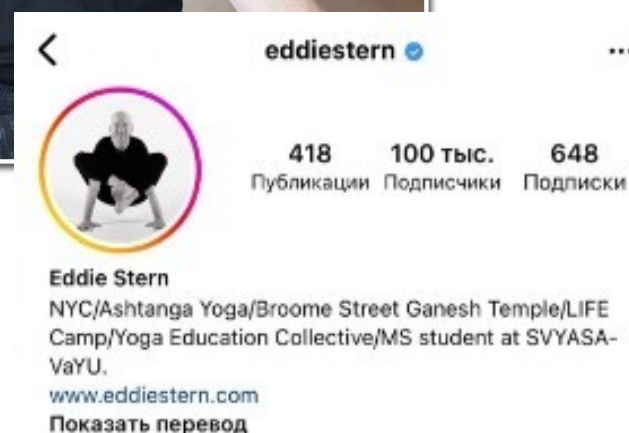 eddiestern
418 100 тыс. 648
Публикации Подписчики Подписки
Eddie Stern
NYC/Ashtanga Yoga/Broome Street Ganesh Temple/LIFE
Camp/Yoga Education Collective/MS student at SVYASA-
VaYU.
www.eddiestern.com
Показать перевод